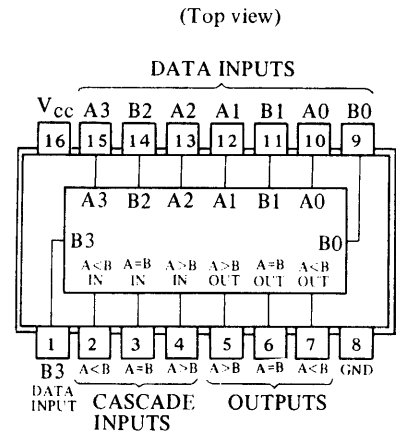 (Top view)
DATA INPUTS
VCC A3 B2 A2 A1 B1 A0 B0
16 15 14 13 12 11 10 9
A3 B2 A2 A1 B1 A0
B3 B0
A<B A=B A>B A>B A=B A<B
IN IN IN OUT OUT OUT
1 2 3 4 5 6 7 8
B3 A<B A=B A>B A>B A=B A<B GND
DATA INPUT
CASCADE INPUTS
OUTPUTS